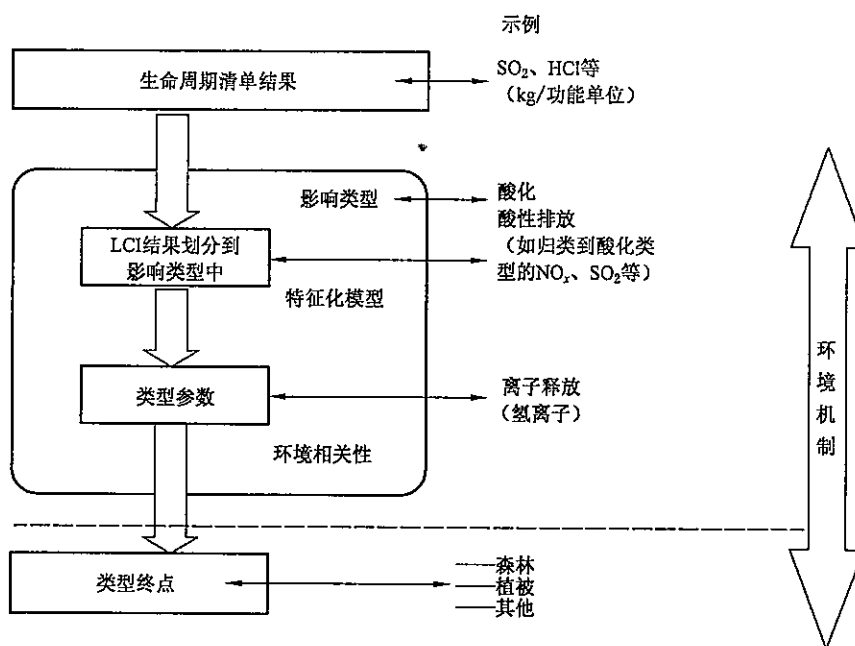 示例
生命周期清单结果
SO₂、HCl等
（kg/功能单位）
影响类型
酸化
LCI结果划分到
影响类型中
酸性排放
（如归类到酸化类
型的NOₓ、SO₂等）
特征化模型
类型参数
离子释放
（氢离子）
环境相关性
环境机制
类型终点
森林
植被
其他